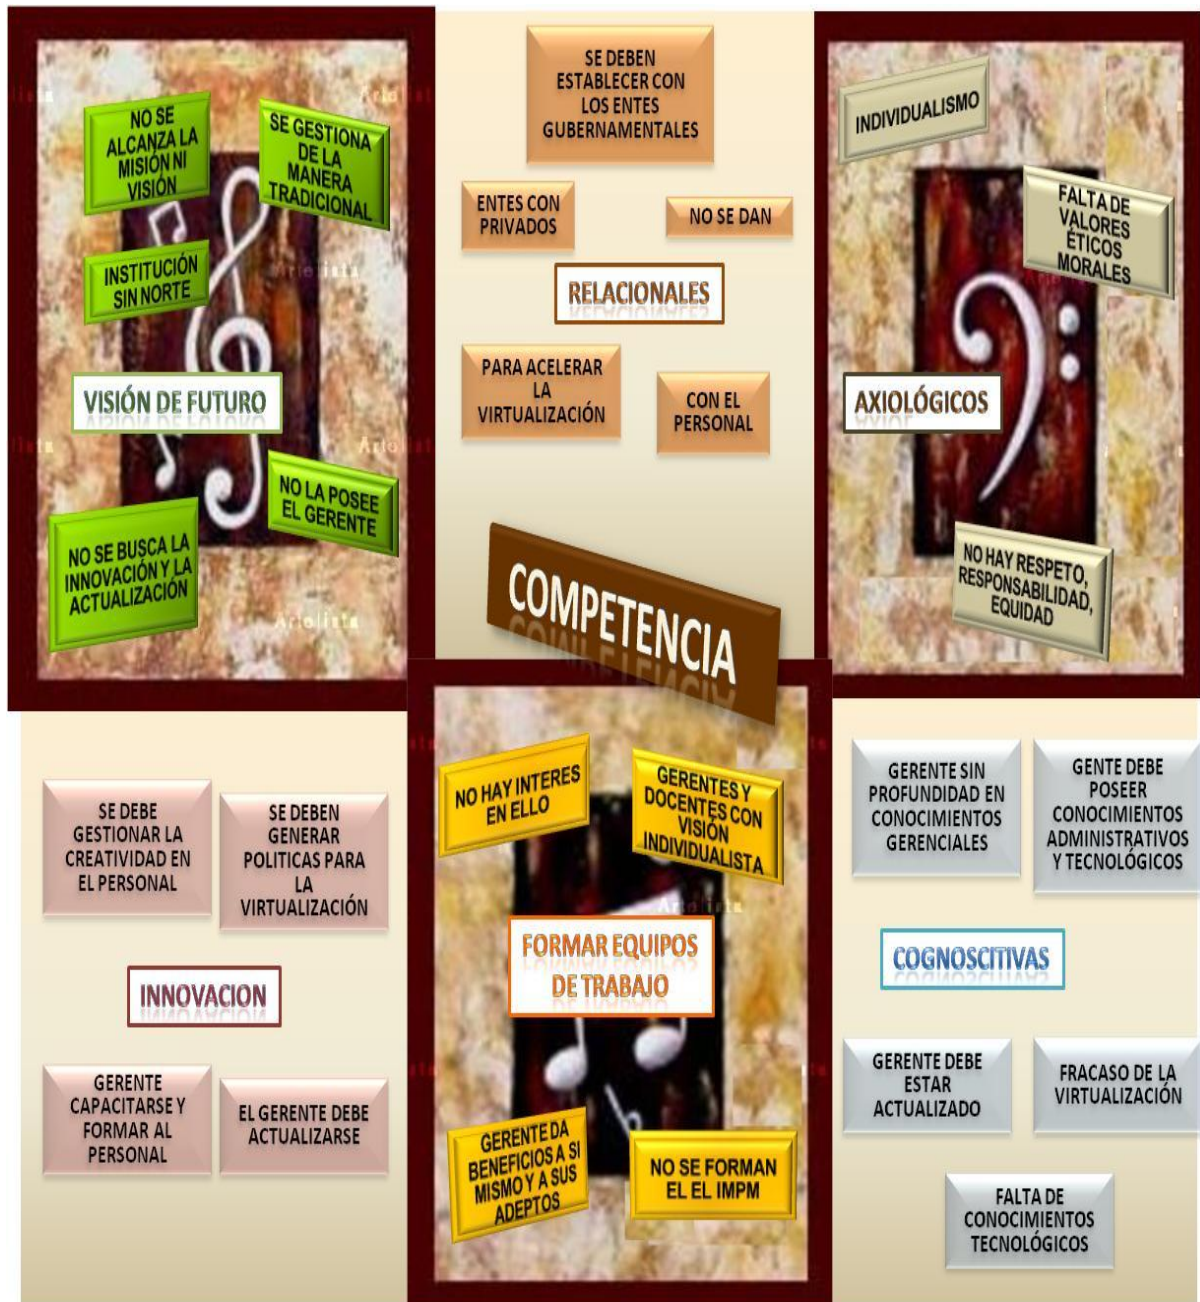 NO SE
ALCANZA LA
MISIÓN NI
VISIÓN
SE GESTIONA
DE LA
MANERA
TRADICIONAL
INSTITUCIÓN
SIN NORTE
VISIÓN DE FUTURO
NO LA POSEE
EL GERENTE
NO SE BUSCA LA
INNOVACIÓN Y LA
ACTUALIZACIÓN
Artelista
SE DEBEN
ESTABLECER CON
LOS ENTES
GUBERNAMENTALES
ENTES CON
PRIVADOS
NO SE DAN
RELACIONALES
PARA ACELERAR
LA
VIRTUALIZACIÓN
CON EL
PERSONAL
COMPETENCIA
INDIVIDUALISMO
FALTA DE
VALORES
ÉTICOS
MORALES
AXIOLÓGICOS
NO HAY RESPETO,
RESPONSABILIDAD,
EQUIDAD
SE DEBE
GESTIONAR LA
CREATIVIDAD EN
EL PERSONAL
SE DEBEN
GENERAR
POLITICAS PARA
LA
VIRTUALIZACIÓN
INNOVACION
GERENTE
CAPACITARSE Y
FORMAR AL
PERSONAL
EL GERENTE DEBE
ACTUALIZARSE
NO HAY INTERES
EN ELLO
GERENTES Y
DOCENTES CON
VISIÓN
INDIVIDUALISTA
Artelista
FORMAR EQUIPOS
DE TRABAJO
GERENTE DA
BENEFICIOS A SI
MISMO Y A SUS
ADEPTOS
NO SE FORMAN
EL EL IMPM
GERENTE SIN
PROFUNDIDAD EN
CONOCIMIENTOS
GERENCIALES
GENTE DEBE
POSEER
CONOCIMIENTOS
ADMINISTRATIVOS
Y TECNOLÓGICOS
COGNOSCITIVAS
GERENTE DEBE
ESTAR
ACTUALIZADO
FRACASO DE LA
VIRTUALIZACIÓN
FALTA DE
CONOCIMIENTOS
TECNOLÓGICOS